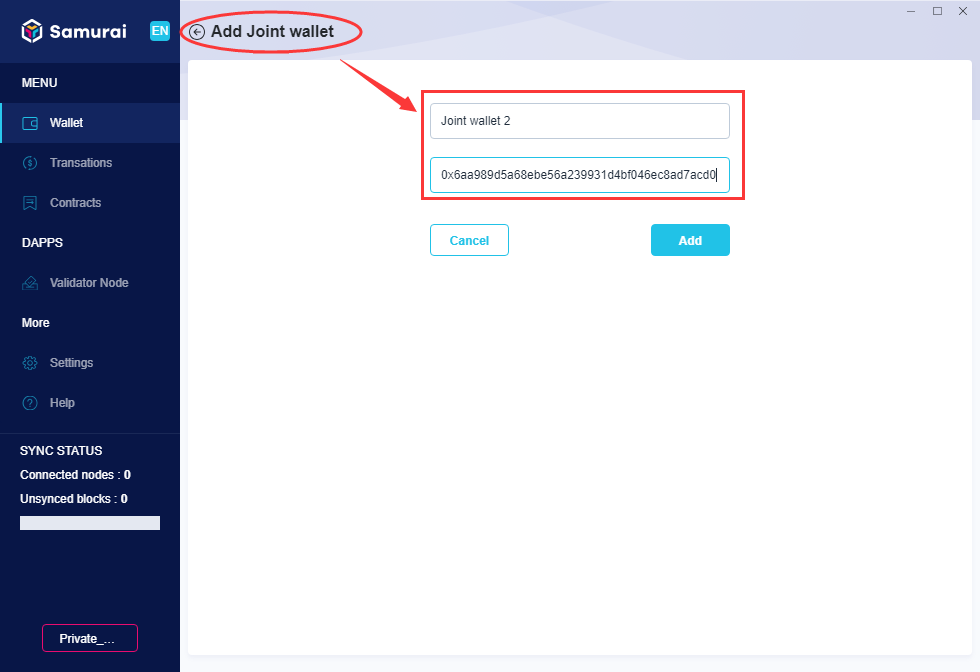 Samurai
EN
Add Joint wallet
MENU
Wallet
Transations
Contracts
DAPPS
Validator Node
More
Settings
Help
SYNC STATUS
Connected nodes : 0
Unsynced blocks : 0
Private_...
Joint wallet 2
0x6aa989d5a68ebe56a239931d4bf046ec8ad7acd0
Cancel
Add